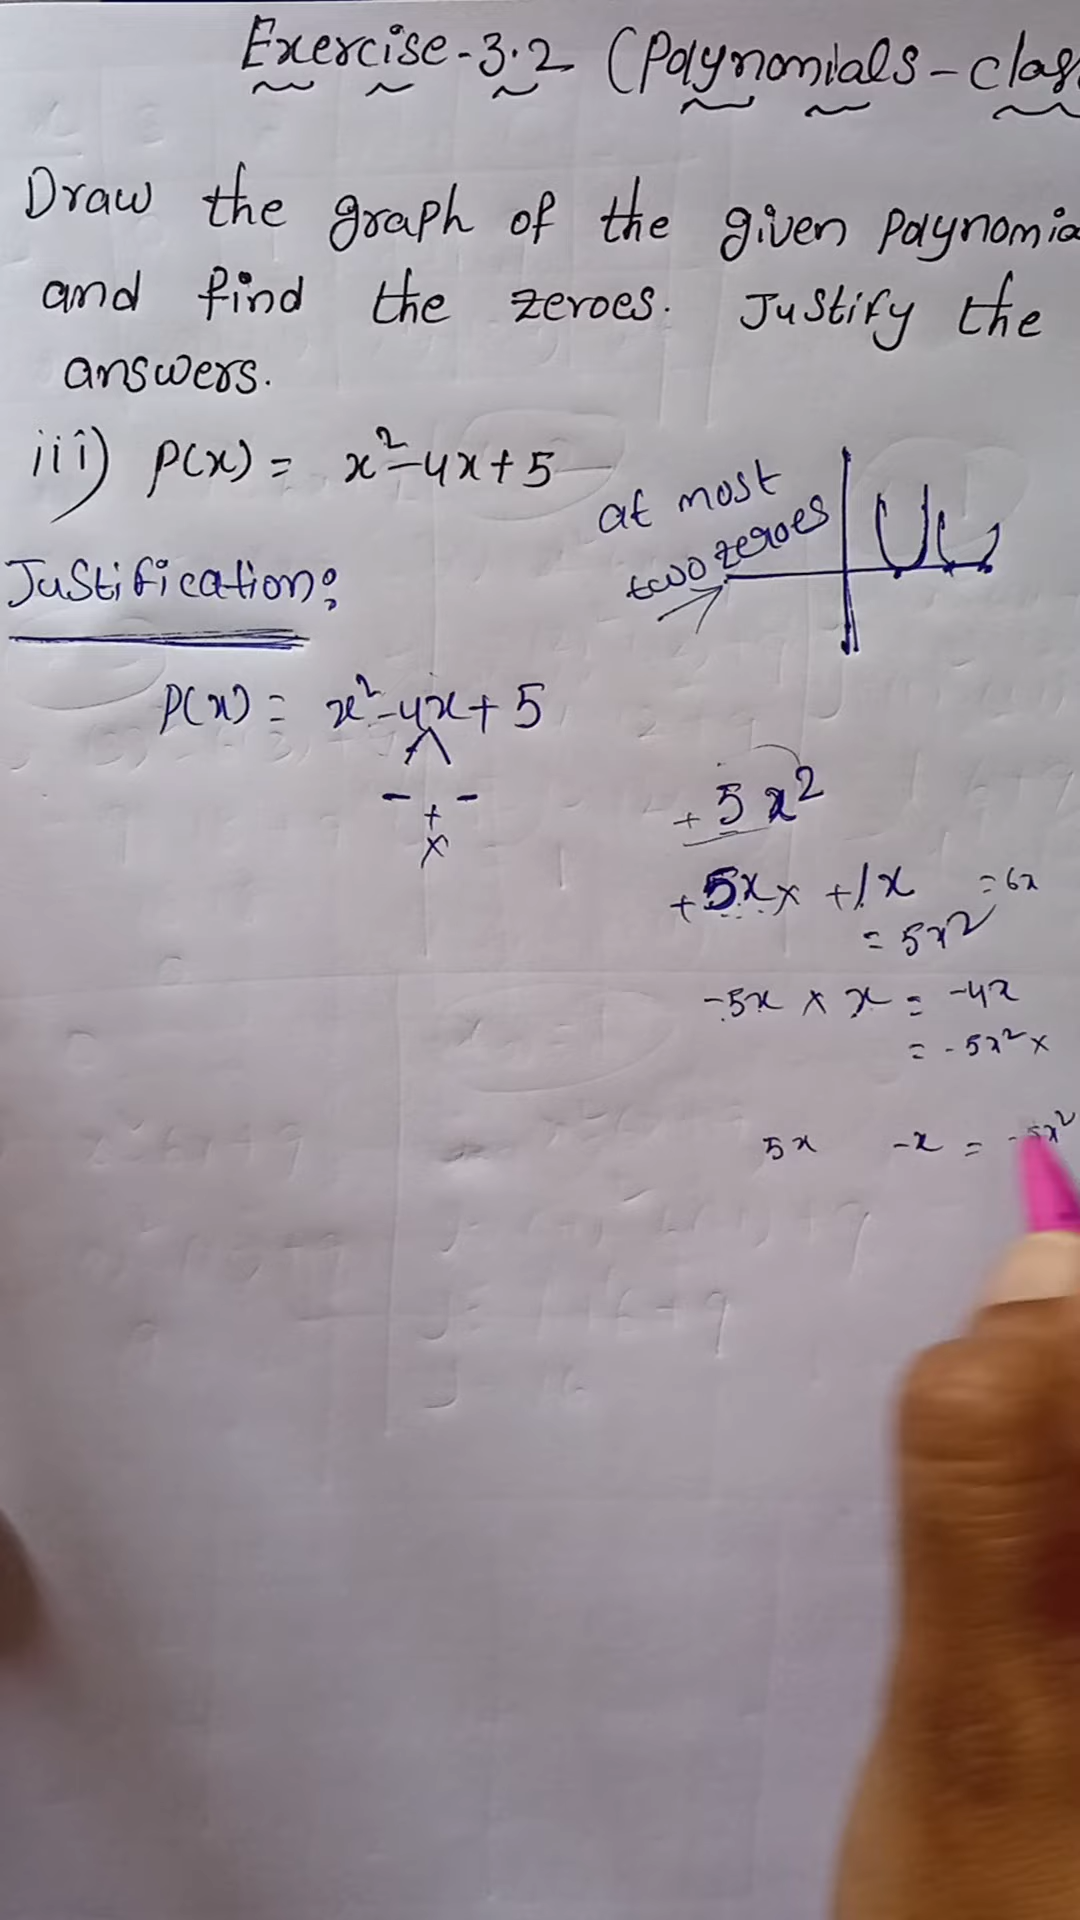 Exercise-3.2 (Polynomials-clas
Draw the graph of the given Polynomia
and find the zeroes. Justify the
answers.
iii) P(x) = x²-4x+5
at most
two zeroes
Justification:
P(x) = x²-4x+5
- -
+
x
+5x²
+5x x +1x = 6x
= 5x²
-5x x x = -4x
= -5x² x
5x -x = -5x²